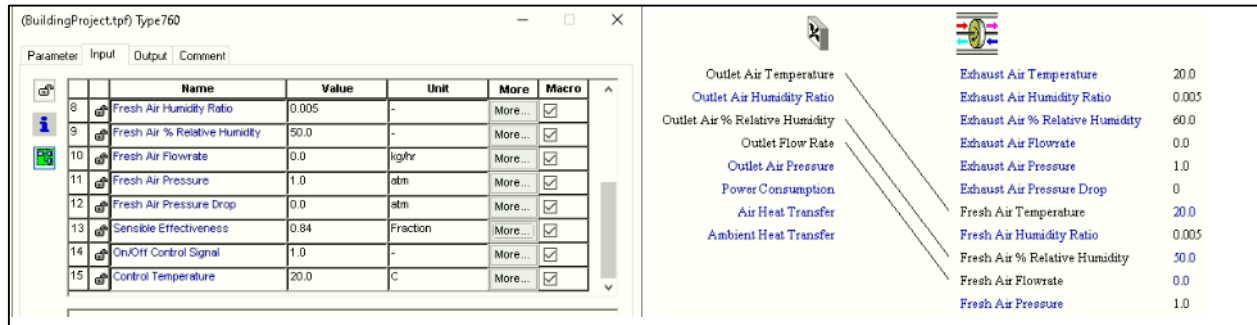 (BuildingProject.tpf) Type760
Parameter Input Output Comment
Name Value Unit More Macro
8 Fresh Air Humidity Ratio 0.005 - More...
9 Fresh Air % Relative Humidity 50.0 - More...
10 Fresh Air Flowrate 0.0 kg/hr More...
11 Fresh Air Pressure 1.0 atm More...
12 Fresh Air Pressure Drop 0.0 atm More...
13 Sensible Effectiveness 0.84 Fraction More...
14 On/Off Control Signal 1.0 - More...
15 Control Temperature 20.0 C More...
Outlet Air Temperature
Outlet Air Humidity Ratio
Outlet Air % Relative Humidity
Outlet Flow Rate
Outlet Air Pressure
Power Consumption
Air Heat Transfer
Ambient Heat Transfer
Exhaust Air Temperature 20.0
Exhaust Air Humidity Ratio 0.005
Exhaust Air % Relative Humidity 60.0
Exhaust Air Flowrate 0.0
Exhaust Air Pressure 1.0
Exhaust Air Pressure Drop 0
Fresh Air Temperature 20.0
Fresh Air Humidity Ratio 0.005
Fresh Air % Relative Humidity 50.0
Fresh Air Flowrate 0.0
Fresh Air Pressure 1.0